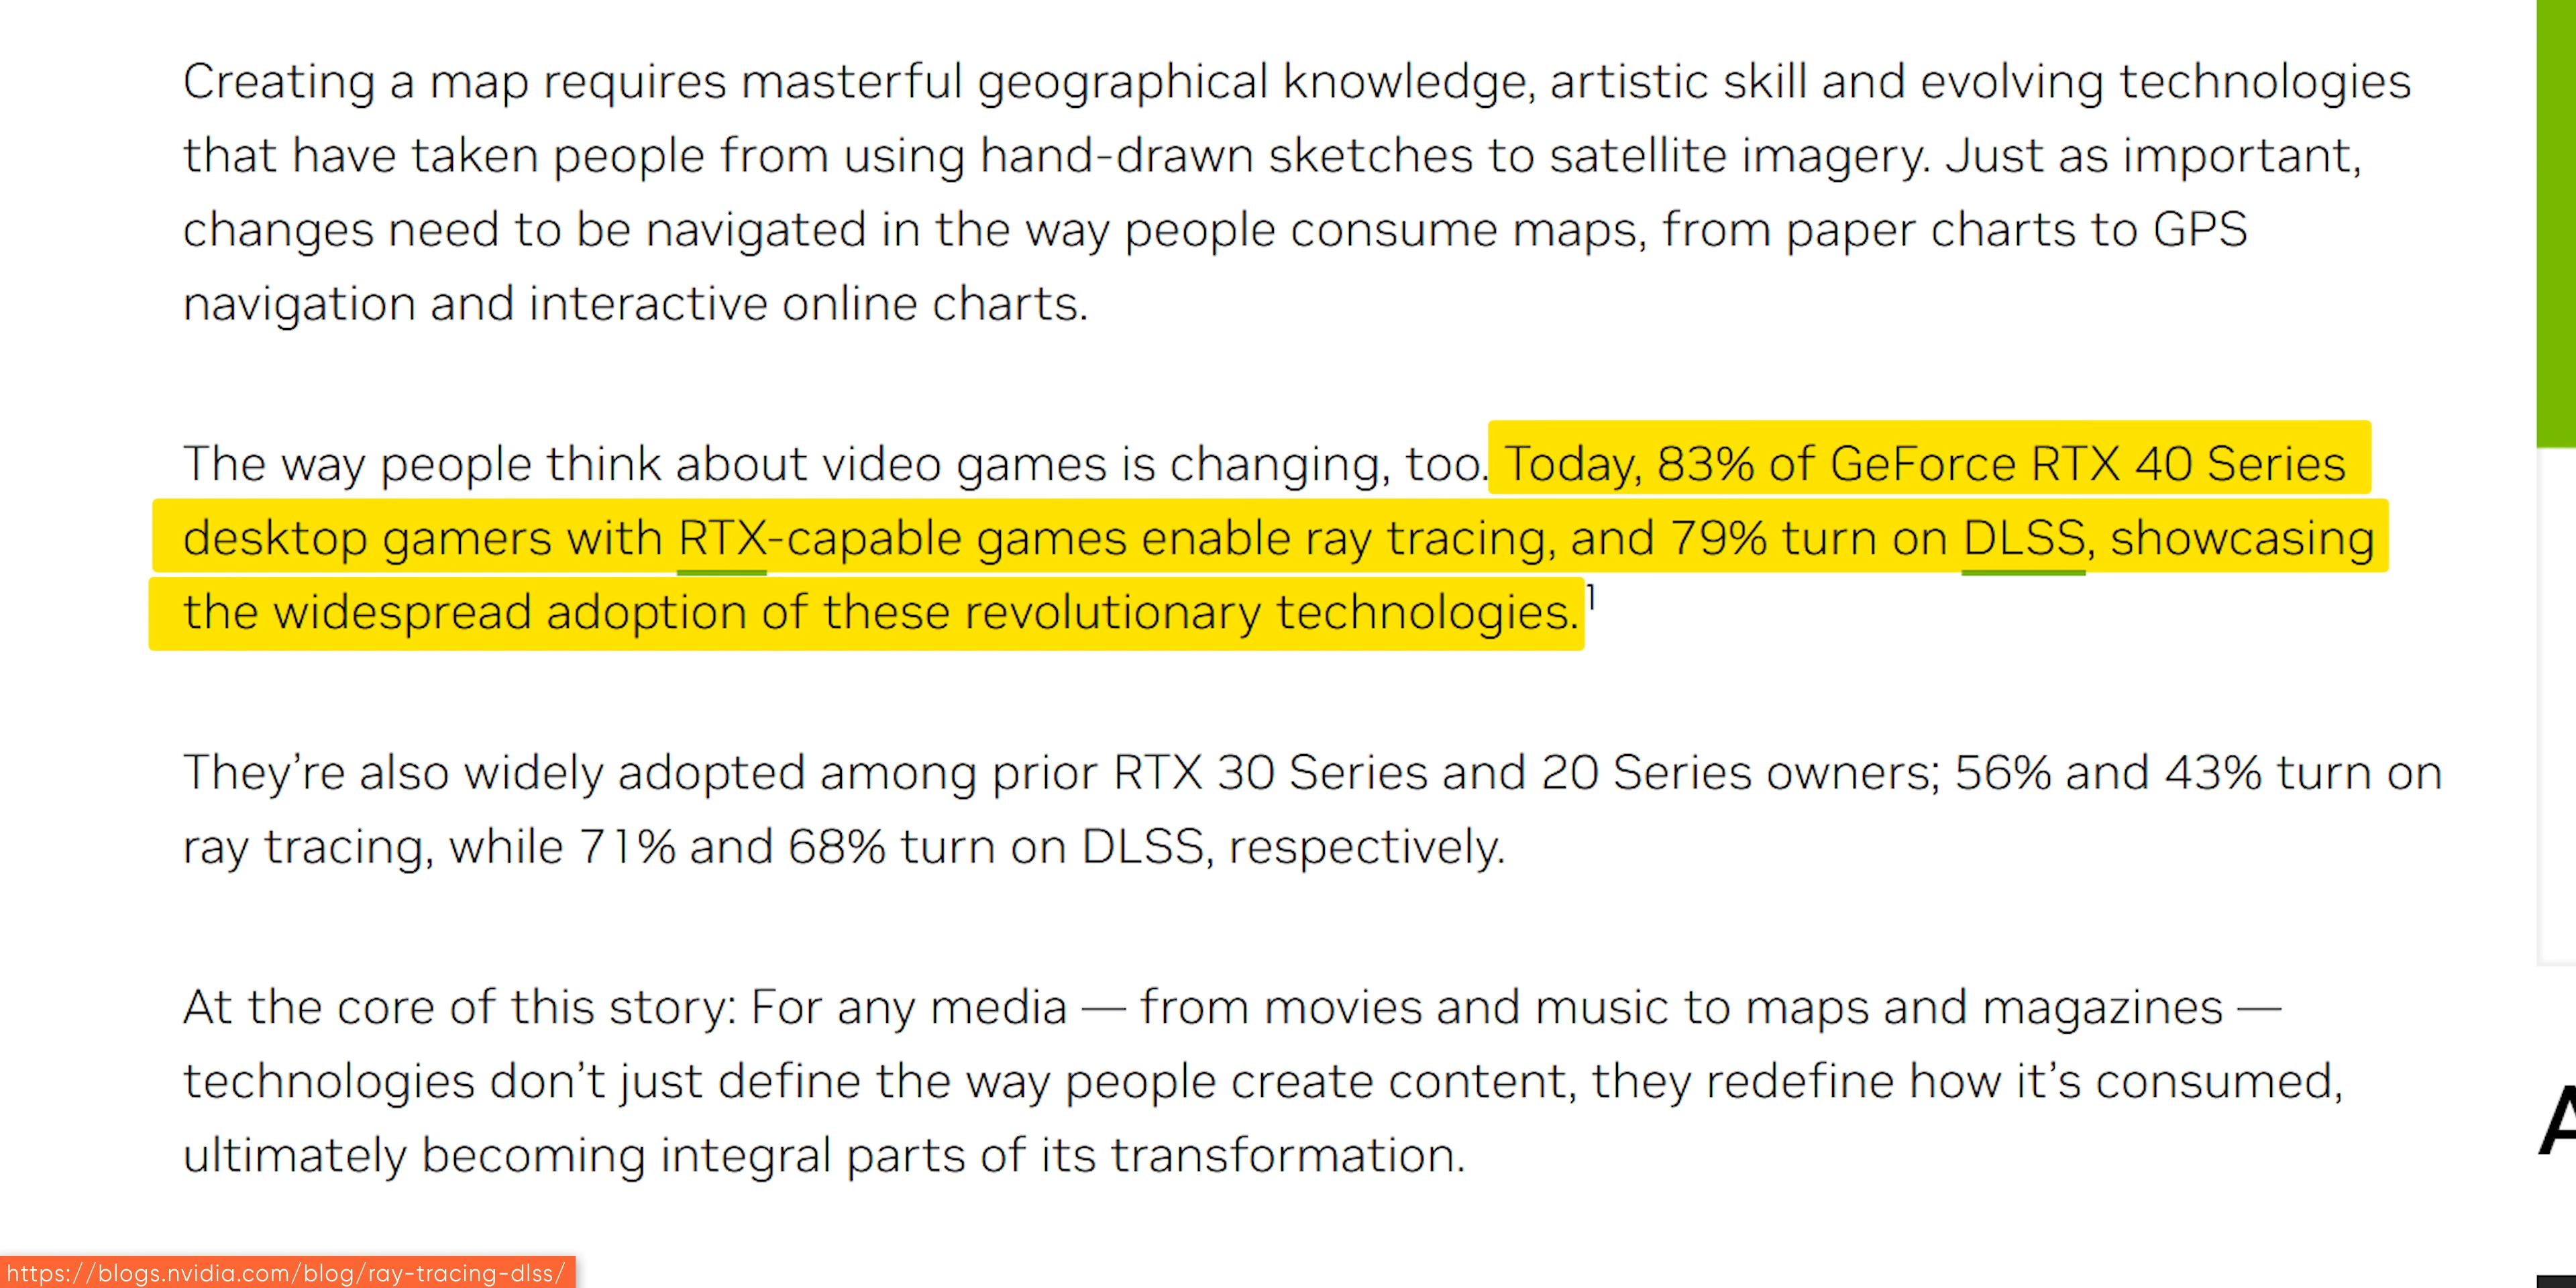 Creating a map requires masterful geographical knowledge, artistic skill and evolving technologies
that have taken people from using hand-drawn sketches to satellite imagery. Just as important,
changes need to be navigated in the way people consume maps, from paper charts to GPS
navigation and interactive online charts.
The way people think about video games is changing, too. Today, 83% of GeForce RTX 40 Series
desktop gamers with RTX-capable games enable ray tracing, and 79% turn on DLSS, showcasing
the widespread adoption of these revolutionary technologies.1
They’re also widely adopted among prior RTX 30 Series and 20 Series owners; 56% and 43% turn on
ray tracing, while 71% and 68% turn on DLSS, respectively.
At the core of this story: For any media — from movies and music to maps and magazines —
technologies don’t just define the way people create content, they redefine how it’s consumed,
ultimately becoming integral parts of its transformation.
https://blogs.nvidia.com/blog/ray-tracing-dlss/